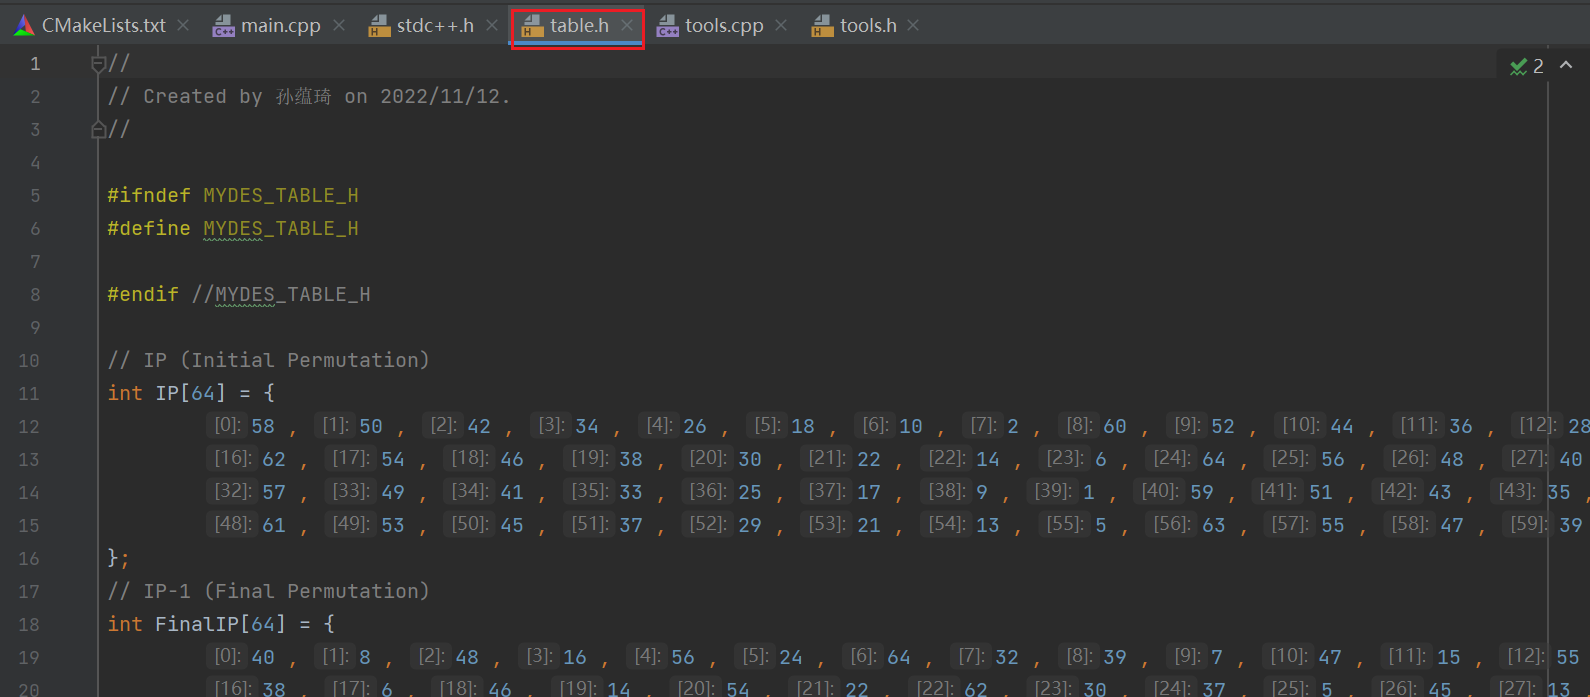 CMakeLists.txt main.cpp stdc++.h table.h tools.cpp tools.h
1 // 2
2 // Created by 孙蕴琦 on 2022/11/12.
3 //
4
5 #ifndef MYDES_TABLE_H
6 #define MYDES_TABLE_H
7
8 #endif //MYDES_TABLE_H
9
10 // IP (Initial Permutation)
11 int IP[64] = {
12 [0]: 58 , [1]: 50 , [2]: 42 , [3]: 34 , [4]: 26 , [5]: 18 , [6]: 10 , [7]: 2 , [8]: 60 , [9]: 52 , [10]: 44 , [11]: 36 , [12]: 28
13 [16]: 62 , [17]: 54 , [18]: 46 , [19]: 38 , [20]: 30 , [21]: 22 , [22]: 14 , [23]: 6 , [24]: 64 , [25]: 56 , [26]: 48 , [27]: 40
14 [32]: 57 , [33]: 49 , [34]: 41 , [35]: 33 , [36]: 25 , [37]: 17 , [38]: 9 , [39]: 1 , [40]: 59 , [41]: 51 , [42]: 43 , [43]: 35 ,
15 [48]: 61 , [49]: 53 , [50]: 45 , [51]: 37 , [52]: 29 , [53]: 21 , [54]: 13 , [55]: 5 , [56]: 63 , [57]: 55 , [58]: 47 , [59]: 39
16 };
17 // IP-1 (Final Permutation)
18 int FinalIP[64] = {
19 [0]: 40 , [1]: 8 , [2]: 48 , [3]: 16 , [4]: 56 , [5]: 24 , [6]: 64 , [7]: 32 , [8]: 39 , [9]: 7 , [10]: 47 , [11]: 15 , [12]: 55
20 [16]: 38 , [17]: 6 , [18]: 46 , [19]: 14 , [20]: 54 , [21]: 22 , [22]: 62 , [23]: 30 , [24]: 37 , [25]: 5 , [26]: 45 , [27]: 13